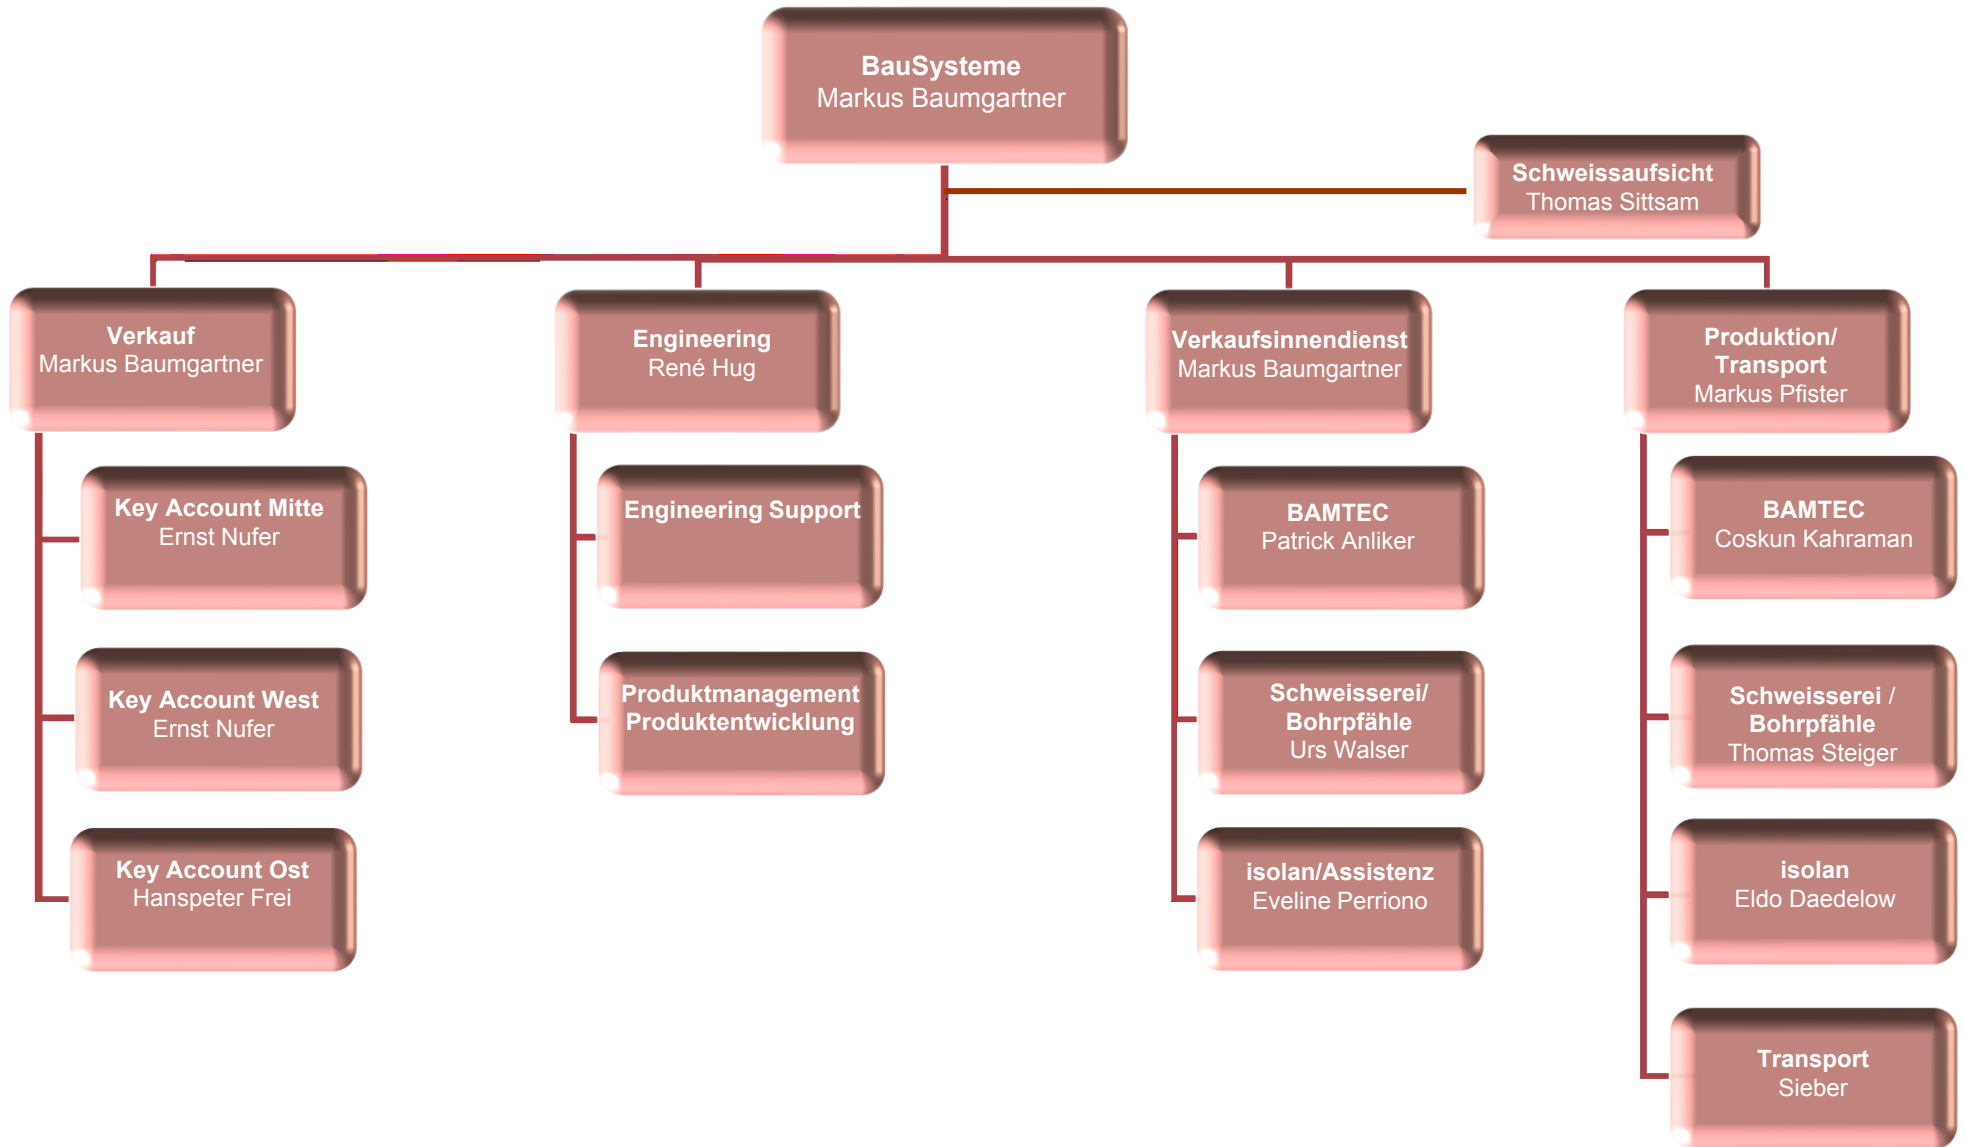 BauSysteme
Markus Baumgartner
Schweissaufsicht
Thomas Sittsam
Verkauf
Markus Baumgartner
Engineering
René Hug
Verkaufsinnendienst
Markus Baumgartner
Produktion/
Transport
Markus Pfister
Key Account Mitte
Ernst Nufer
Engineering Support
BAMTEC
Patrick Anliker
BAMTEC
Coskun Kahraman
Key Account West
Ernst Nufer
Produktmanagement
Produktentwicklung
Schweisserei/
Bohrpfähle
Urs Walser
Schweisserei /
Bohrpfähle
Thomas Steiger
Key Account Ost
Hanspeter Frei
isolan/Assistenz
Eveline Perriono
isolan
Eldo Daedelow
Transport
Sieber